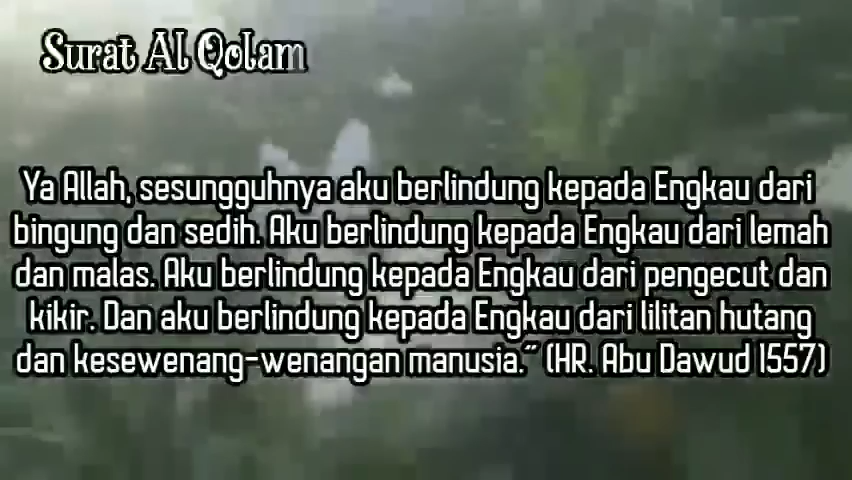 Surat Al Qolam
Ya Allah, sesungguhnya aku berlindung kepada Engkau dari
bingung dan sedih. Aku berlindung kepada Engkau dari lemah
dan malas. Aku berlindung kepada Engkau dari pengecut dan
kikir. Dan aku berlindung kepada Engkau dari lilitan hutang
dan kesewenang-wenangan manusia.” (HR. Abu Dawud 1557)